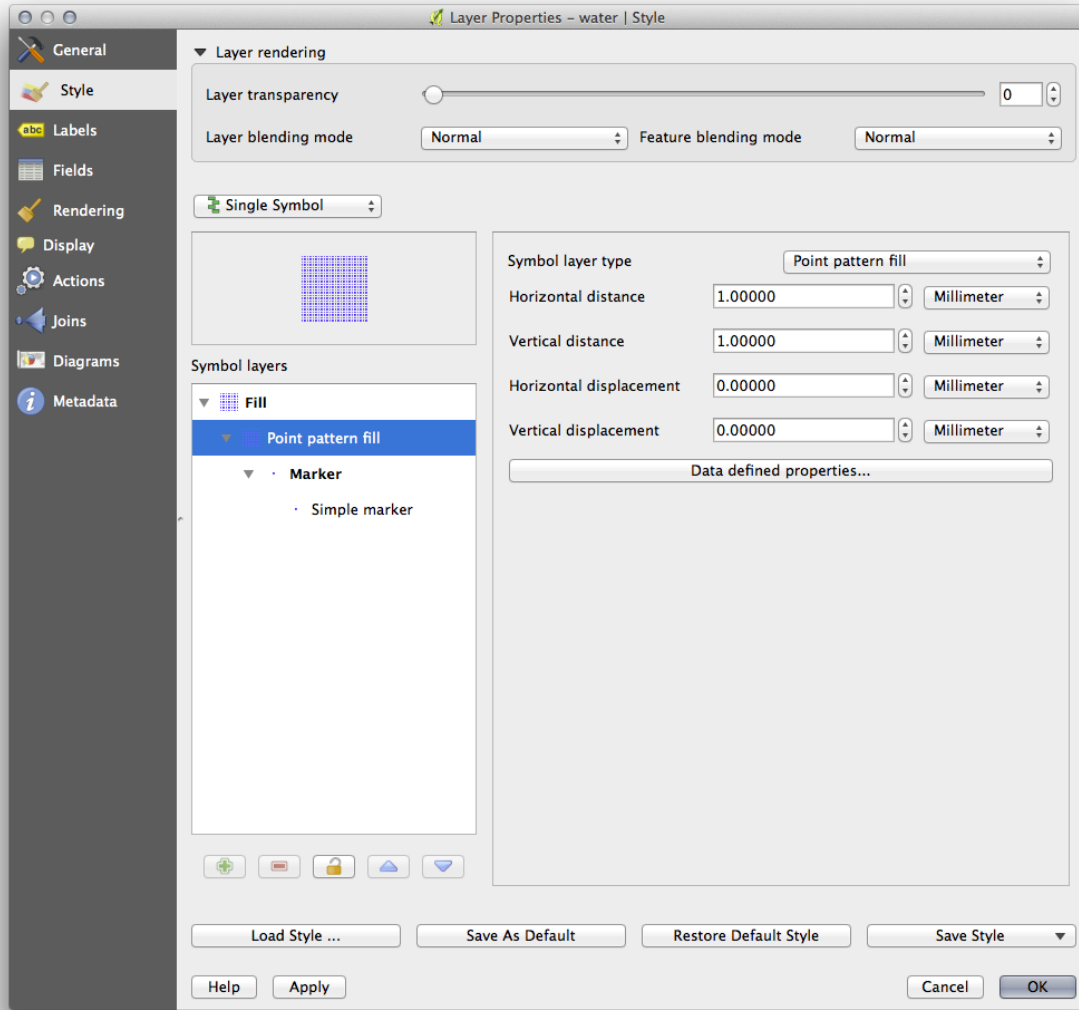 Layer Properties – water | Style
General
Style
abc Labels
Fields
Rendering
Display
Actions
Joins
Diagrams
i Metadata
Layer rendering
Layer transparency 0
Layer blending mode Normal Feature blending mode Normal
Single Symbol
Symbol layers
Fill
Point pattern fill
Marker
Simple marker
Symbol layer type Point pattern fill
Horizontal distance 1.00000 Millimeter
Vertical distance 1.00000 Millimeter
Horizontal displacement 0.00000 Millimeter
Vertical displacement 0.00000 Millimeter
Data defined properties...
Load Style ... Save As Default Restore Default Style Save Style
Help Apply Cancel OK